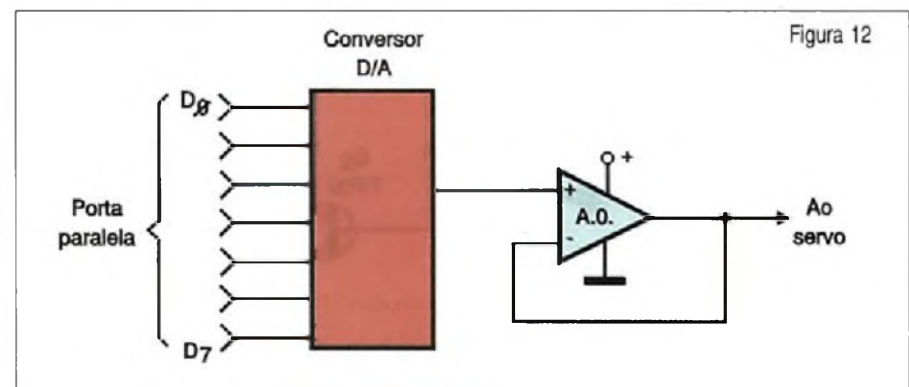 Figura 12
Conversor
D/A
DØ
Porta
paralela
D7
+
+
A.O.
-
Ao
servo